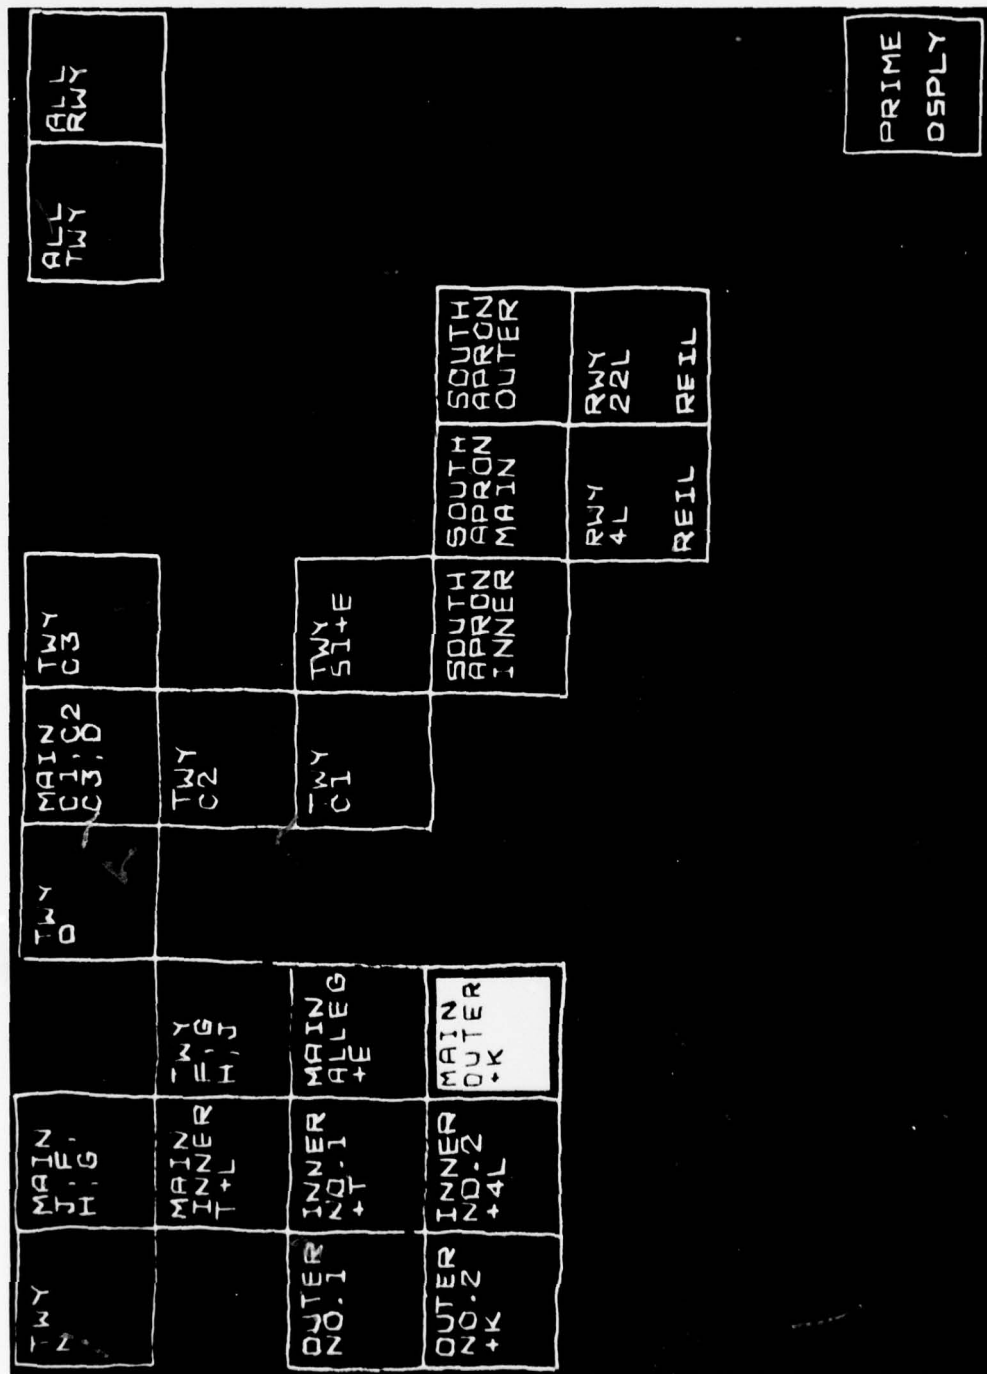 TWY
MAIN
J,F,
H,G
TWY
D
MAIN
C1,C2
C3,D
TWY
C3
ALL
TWY
ALL
RWY
MAIN
INNER
T+L
TWY
F,G
H,J
TWY
C2
OUTER
NO.1
INNER
NO.1
+T
MAIN
ALLEG
+E
TWY
C1
TWY
S1+E
OUTER
NO.2
+K
INNER
NO.2
+4L
MAIN
OUTER
+K
SOUTH
APRON
INNER
SOUTH
APRON
MAIN
SOUTH
APRON
OUTER
RWY
4L
REIL
RWY
22L
REIL
PRIME
DSPLY